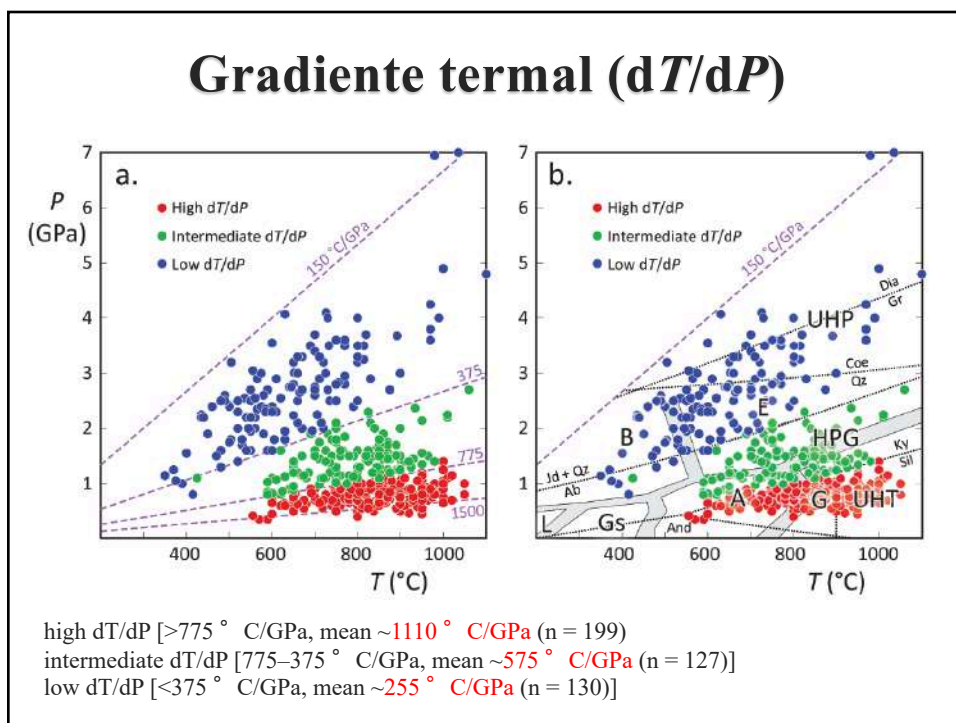 Gradiente termal (dT/dP)
a.
P
(GPa)
7
6
5
4
3
2
1
High dT/dP
Intermediate dT/dP
Low dT/dP
150 °C/GPa
375
775
1500
400
600
800
1000
T (°C)
b.
High dT/dP
Intermediate dT/dP
Low dT/dP
150 °C/GPa
Dia
Gr
UHP
Coe
Qz
B
E
HPG
Jd + Qz
Ab
Ky
Sil
A
G
UHT
L
Gs
And
400
600
800
1000
T (°C)
high dT/dP [>775 ° C/GPa, mean ~1110 ° C/GPa (n = 199)
intermediate dT/dP [775–375 ° C/GPa, mean ~575 ° C/GPa (n = 127)]
low dT/dP [<375 ° C/GPa, mean ~255 ° C/GPa (n = 130)]